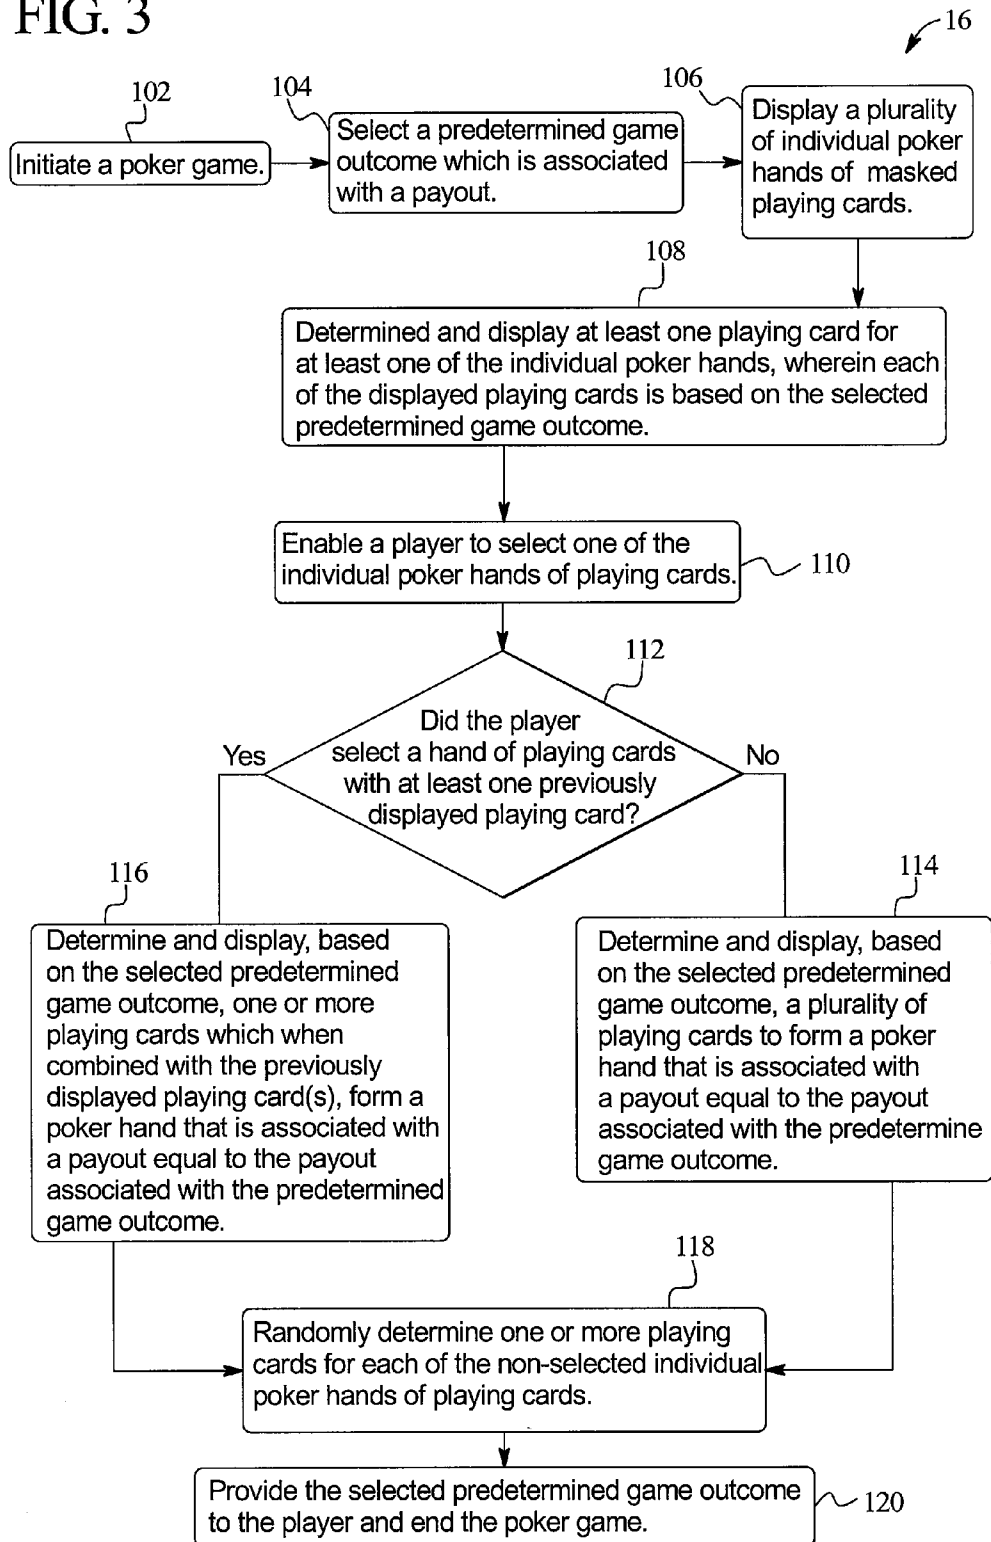 FIG. 3
16
102
Initiate a poker game.
104
Select a predetermined game
outcome which is associated
with a payout.
106
Display a plurality
of individual poker
hands of masked
playing cards.
108
Determined and display at least one playing card for
at least one of the individual poker hands, wherein each
of the displayed playing cards is based on the selected
predetermined game outcome.
Enable a player to select one of the
individual poker hands of playing cards.
110
112
Did the player
select a hand of playing cards
with at least one previously
displayed playing card?
Yes
No
116
Determine and display, based
on the selected predetermined
game outcome, one or more
playing cards which when
combined with the previously
displayed playing card(s), form a
poker hand that is associated with
a payout equal to the payout
associated with the predetermined
game outcome.
114
Determine and display, based
on the selected predetermined
game outcome, a plurality of
playing cards to form a poker
hand that is associated with
a payout equal to the payout
associated with the predetermine
game outcome.
118
Randomly determine one or more playing
cards for each of the non-selected individual
poker hands of playing cards.
Provide the selected predetermined game outcome
to the player and end the poker game.
120